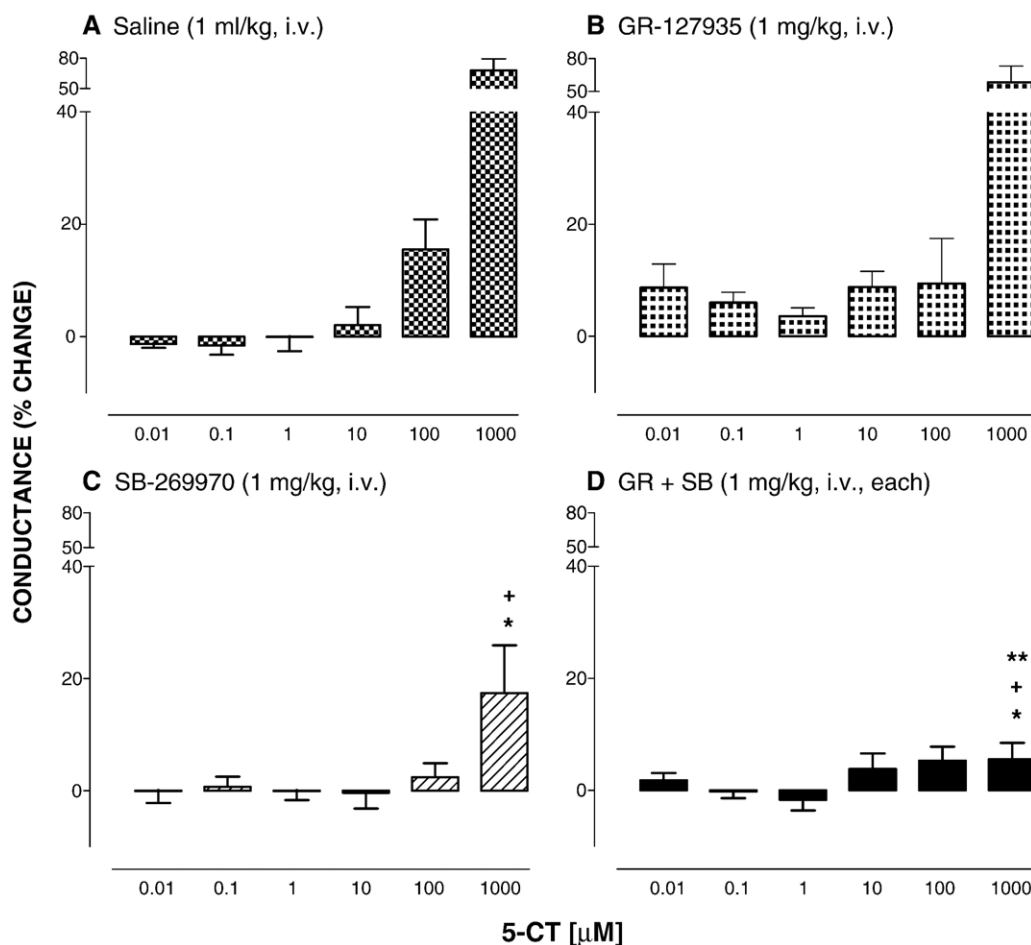 A Saline (1 ml/kg, i.v.)
80
50
40
20
0
0.01 0.1 1 10 100 1000
B GR-127935 (1 mg/kg, i.v.)
80
50
40
20
0
0.01 0.1 1 10 100 1000
CONDUCTANCE (% CHANGE)
C SB-269970 (1 mg/kg, i.v.)
80
50
40
20
0
+
*
0.01 0.1 1 10 100 1000
D GR + SB (1 mg/kg, i.v., each)
80
50
40
20
0
**
+
*
0.01 0.1 1 10 100 1000
5-CT [μM]